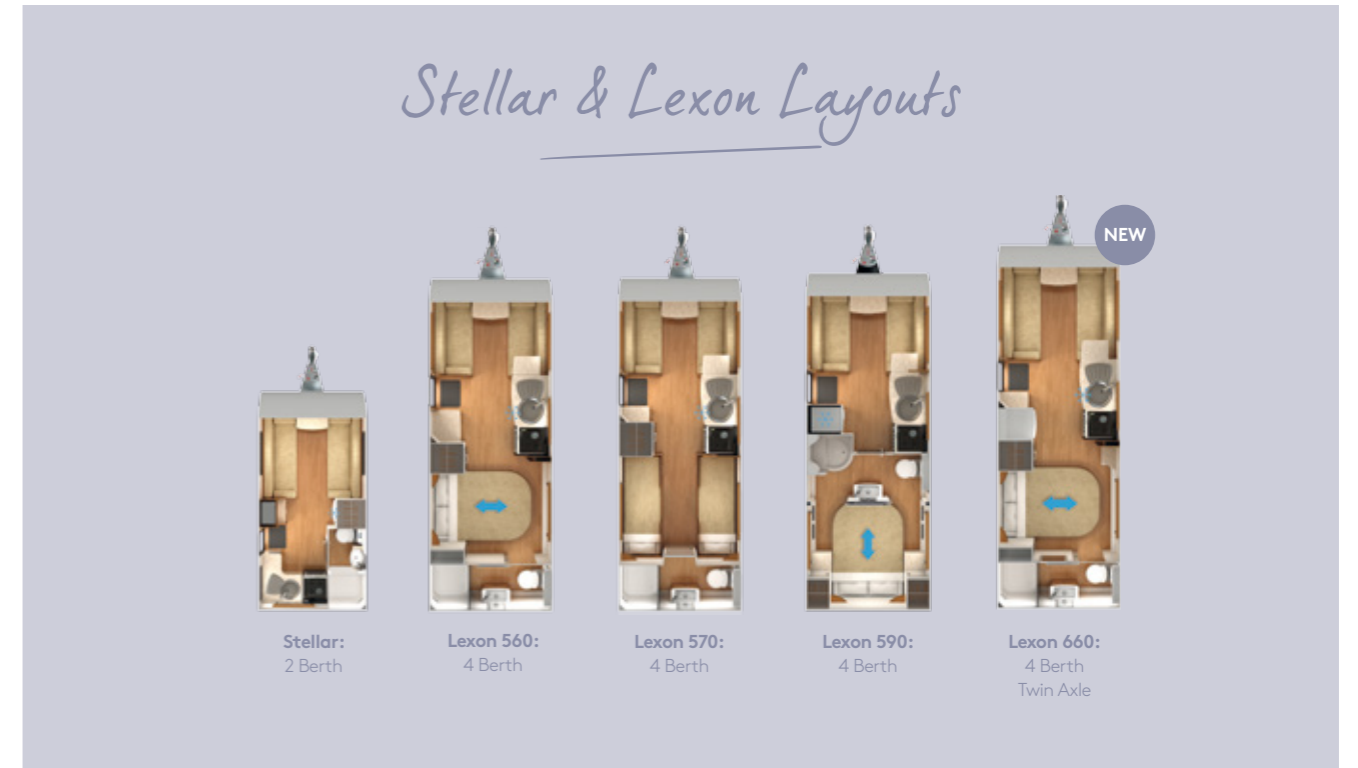 Stellar & Lexon Layouts
NEW
Stellar:
2 Berth
Lexon 560:
4 Berth
Lexon 570:
4 Berth
Lexon 590:
4 Berth
Lexon 660:
4 Berth
Twin Axle